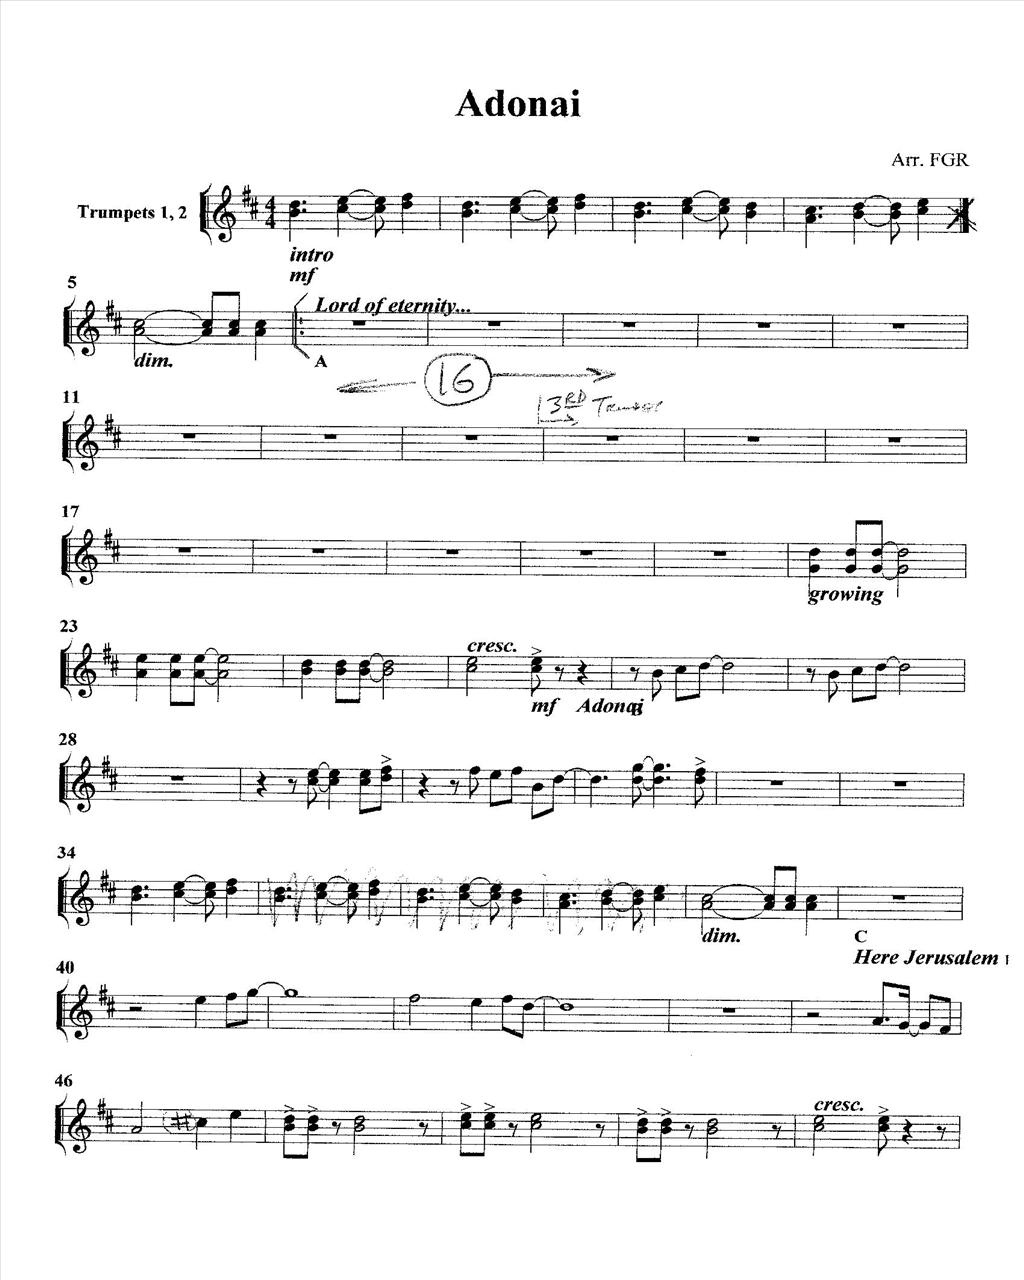 Adonai
Arr. FGR
Trumpets 1, 2
4
4
intro
mf
5
Lord of eternity...
dim.
A
16
11
3RD Trumpet
17
growing
23
cresc.
mf Adonai
B
28
34
dim.
C
Here Jerusalem
40
46
cresc.